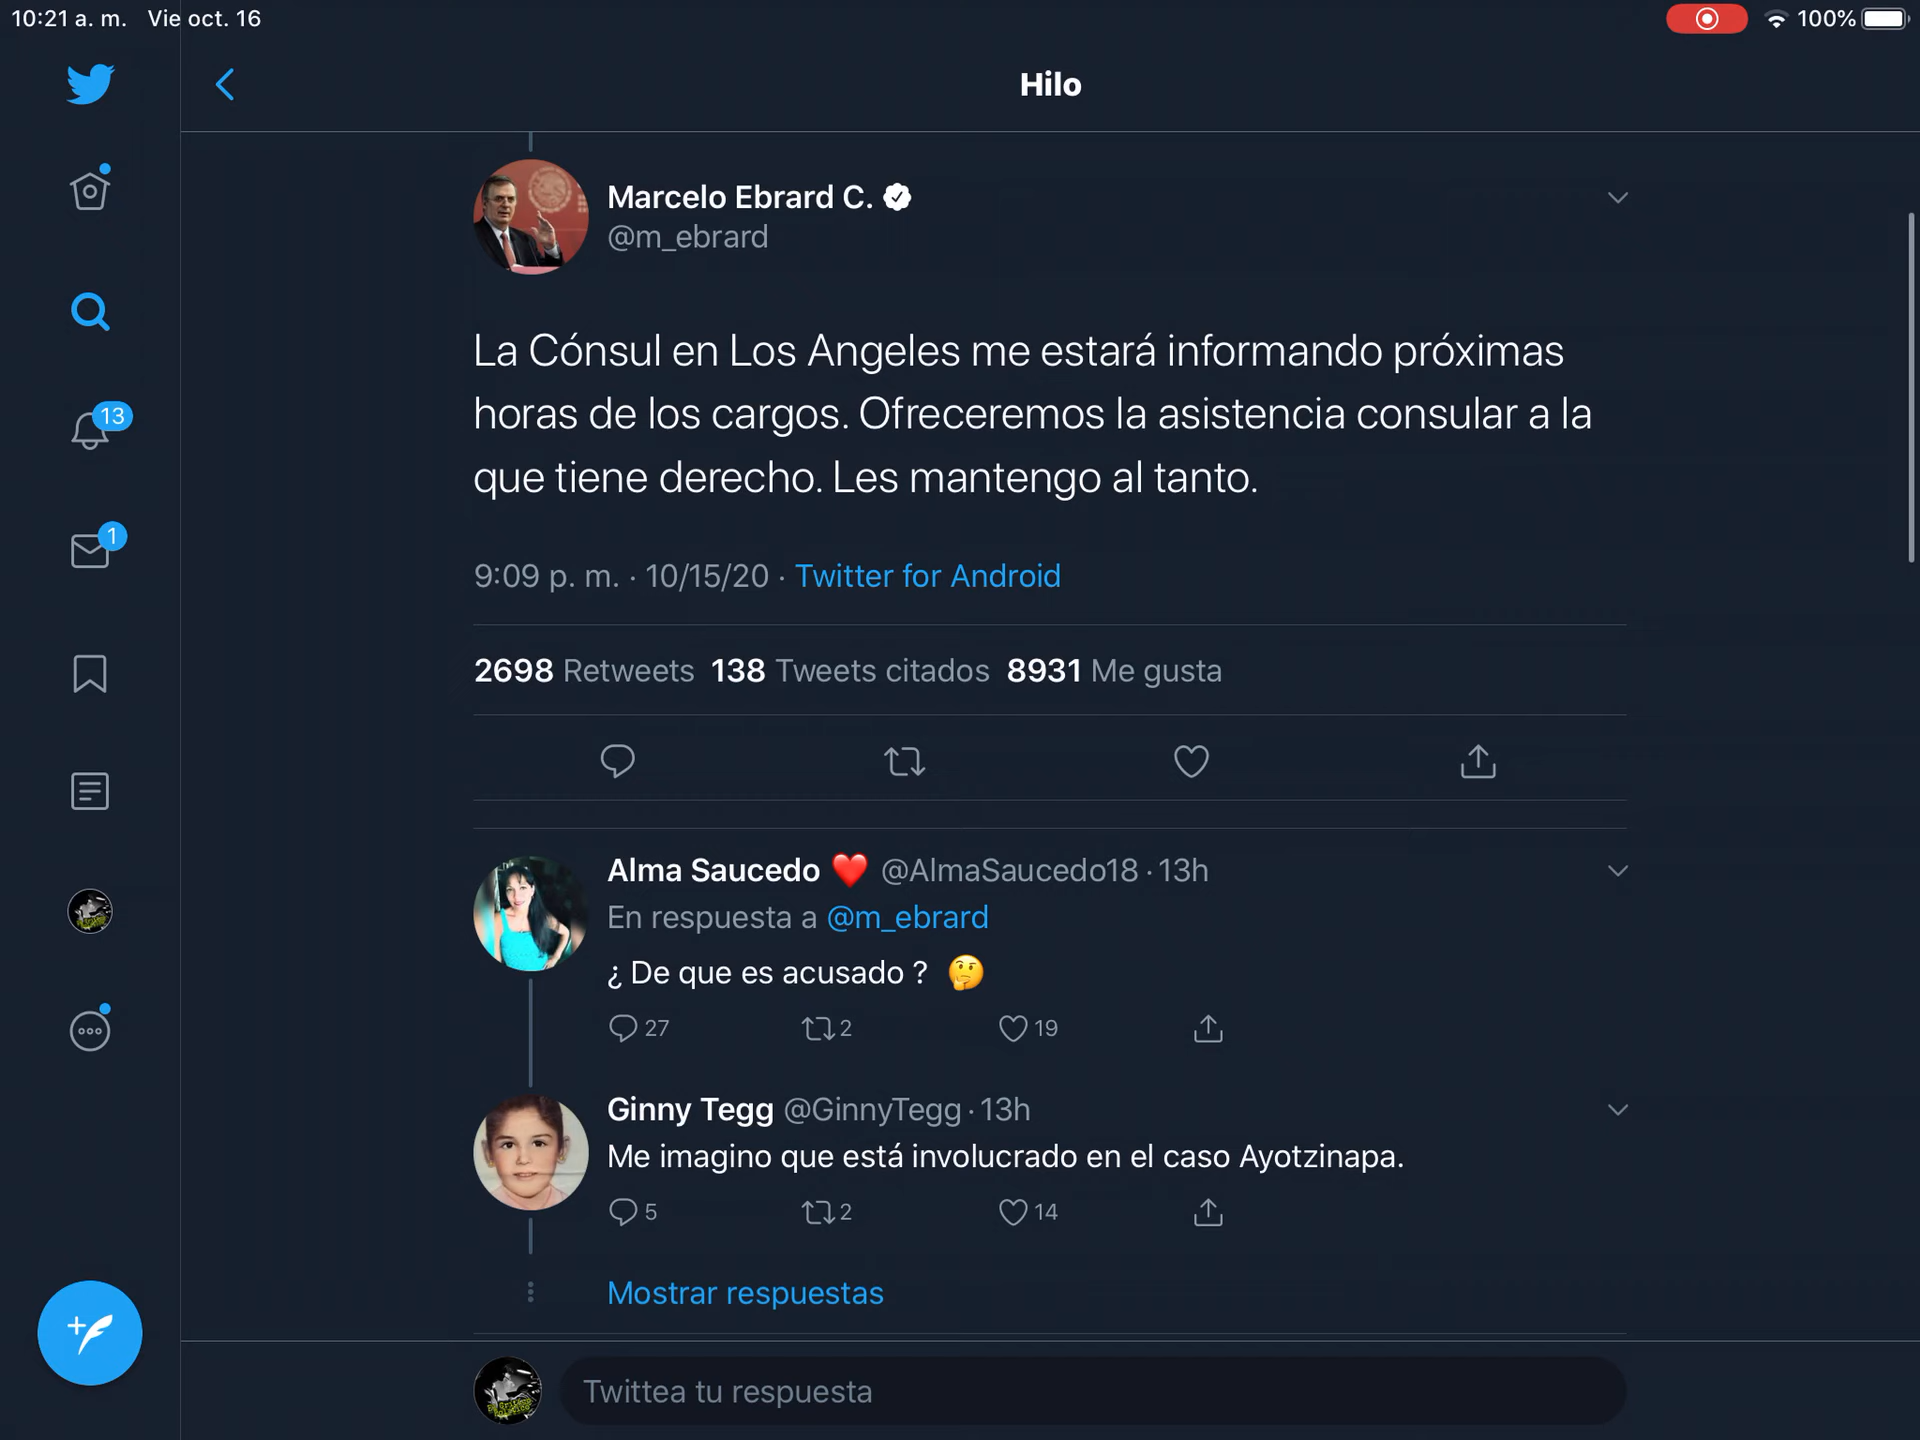 10:21 a. m. Vie oct. 16
100%
Hilo
Marcelo Ebrard C.
@m_ebrard
La Cónsul en Los Angeles me estará informando próximas
horas de los cargos. Ofreceremos la asistencia consular a la
que tiene derecho. Les mantengo al tanto.
9:09 p. m. · 10/15/20 · Twitter for Android
2698 Retweets 138 Tweets citados 8931 Me gusta
13
1
Alma Saucedo ❤️ @AlmaSaucedo18 · 13h
En respuesta a @m_ebrard
¿ De que es acusado ? 🤔
27 2 19
Ginny Tegg @GinnyTegg · 13h
Me imagino que está involucrado en el caso Ayotzinapa.
5 2 14
Mostrar respuestas
Twittea tu respuesta